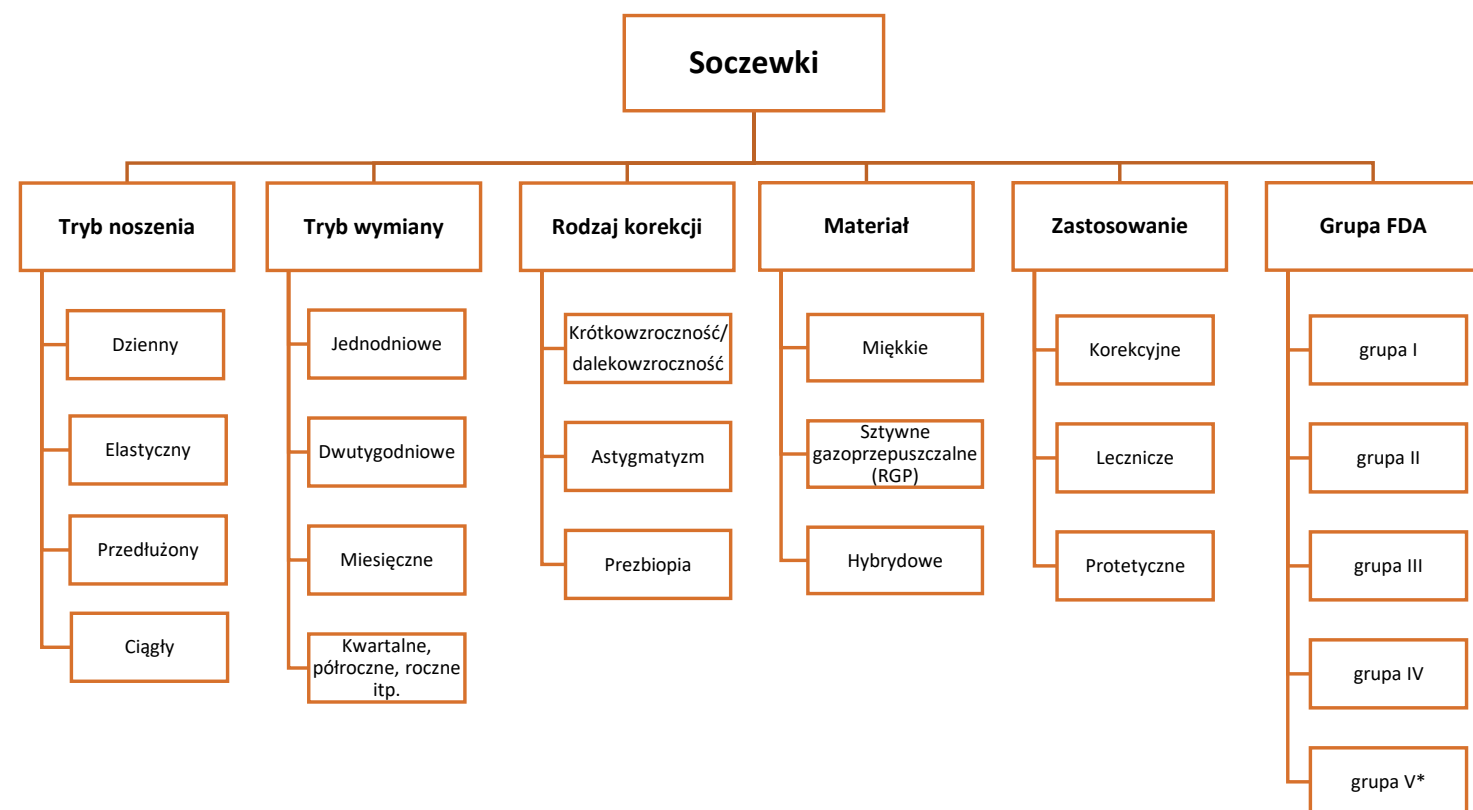 Soczewki
Tryb noszenia
Dzienny
Elastyczny
Przedłużony
Ciągły
Tryb wymiany
Jednodniowe
Dwutygodniowe
Miesięczne
Kwartalne,
półroczne, roczne
itp.
Rodzaj korekcji
Krótkowzroczność/
dalekowzroczność
Astygmatyzm
Prezbiopia
Materiał
Miękkie
Sztywne
gazoprzepuszczalne
(RGP)
Hybrydowe
Zastosowanie
Korekcyjne
Lecznicze
Protetyczne
Grupa FDA
grupa I
grupa II
grupa III
grupa IV
grupa V*